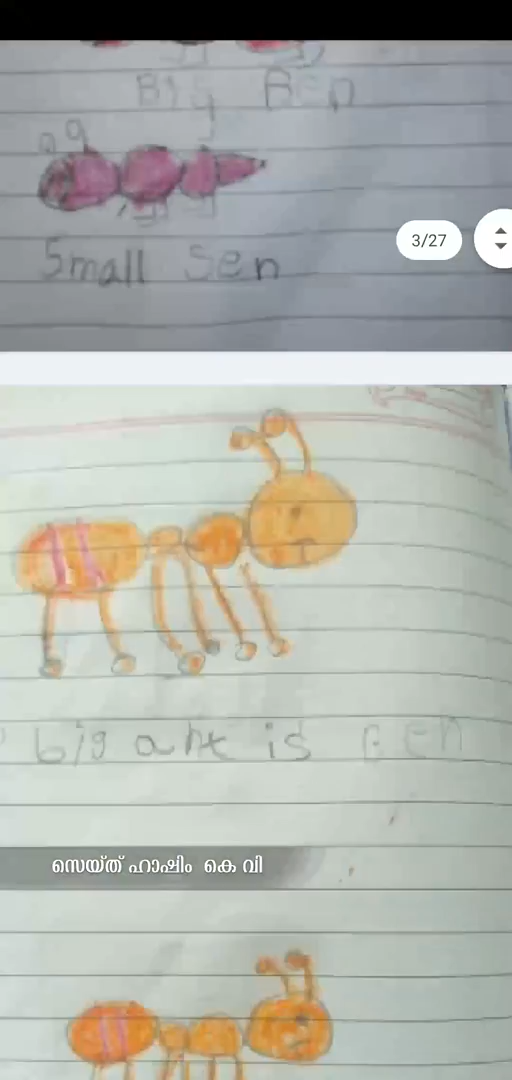 Big Ben
3/27
Small Sen
big ant is Ben
സെയ്ത് ഹാഷിം കെ വി